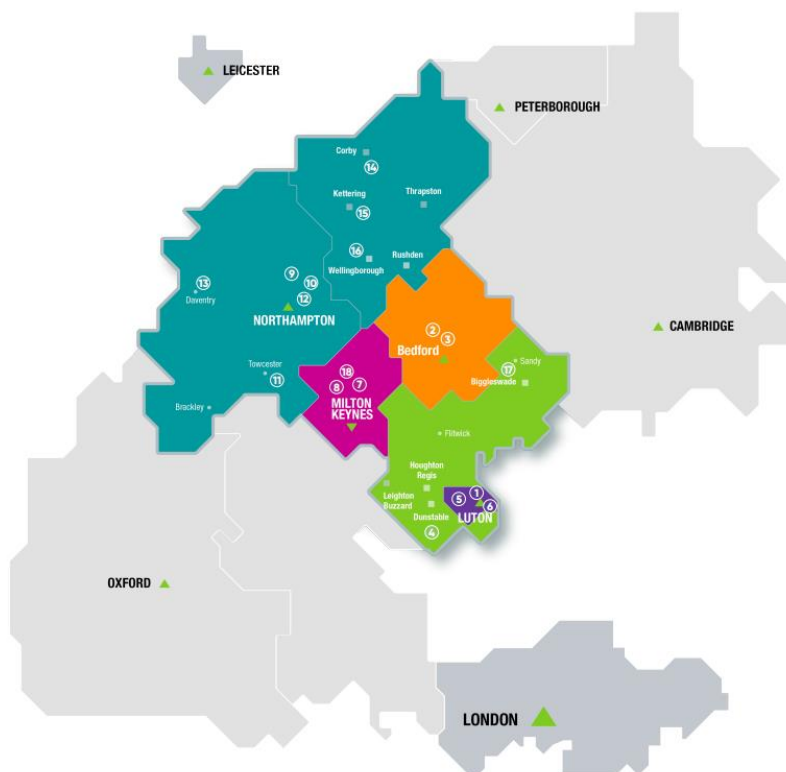 LEICESTER
PETERBOROUGH
Corby
14
Kettering
15
Thrapston
16
Wellingborough
Rushden
13
Daventry
9
10
12
NORTHAMPTON
CAMBRIDGE
2
3
Bedford
Sandy
17
Biggleswade
Towcester
11
18
8
7
MILTON
KEYNES
Brackley
Flitwick
Houghton
Regis
Leighton
Buzzard
Dunstable
4
5
1
6
LUTON
OXFORD
LONDON